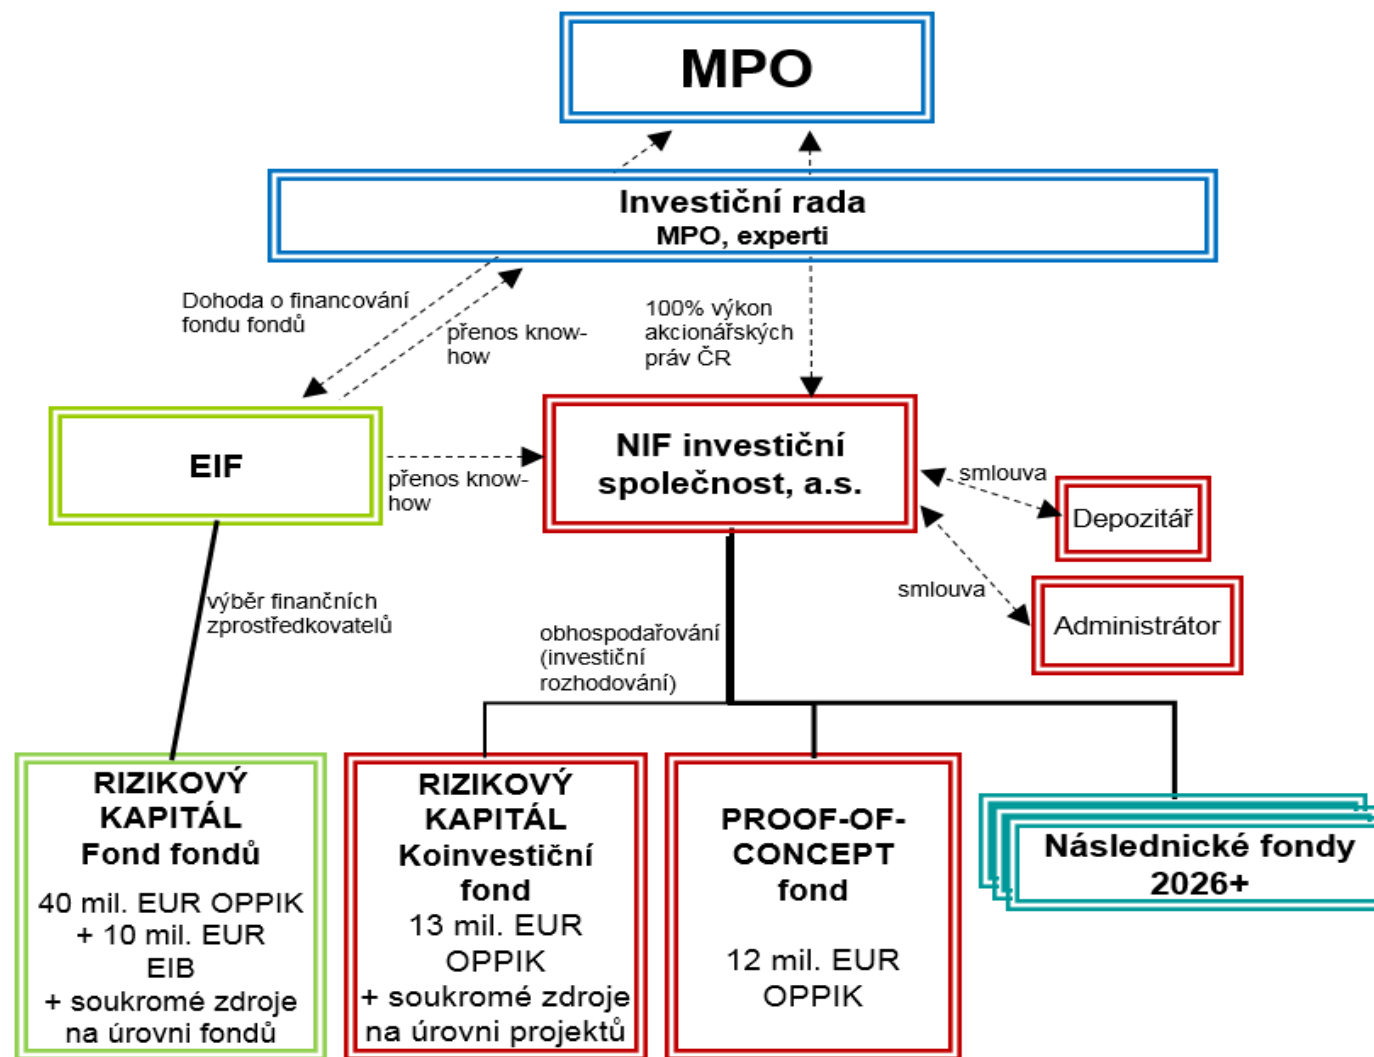 MPO
Investiční rada
MPO, experti
Dohoda o financování
fondu fondů
přenos know-
how
100% výkon
akcionářských
práv ČR
EIF
přenos know-
how
NIF investiční
společnost, a.s.
smlouva
Depozitář
smlouva
Administrátor
výběr finančních
zprostředkovatelů
obhospodařování
(investiční
rozhodování)
RIZIKOVÝ
KAPITÁL
Fond fondů
40 mil. EUR OPPIK
+ 10 mil. EUR
EIB
+ soukromé zdroje
na úrovni fondů
RIZIKOVÝ
KAPITÁL
Koinvestiční
fond
13 mil. EUR
OPPIK
+ soukromé zdroje
na úrovni projektů
PROOF-OF-
CONCEPT
fond
12 mil. EUR
OPPIK
Následnické fondy
2026+